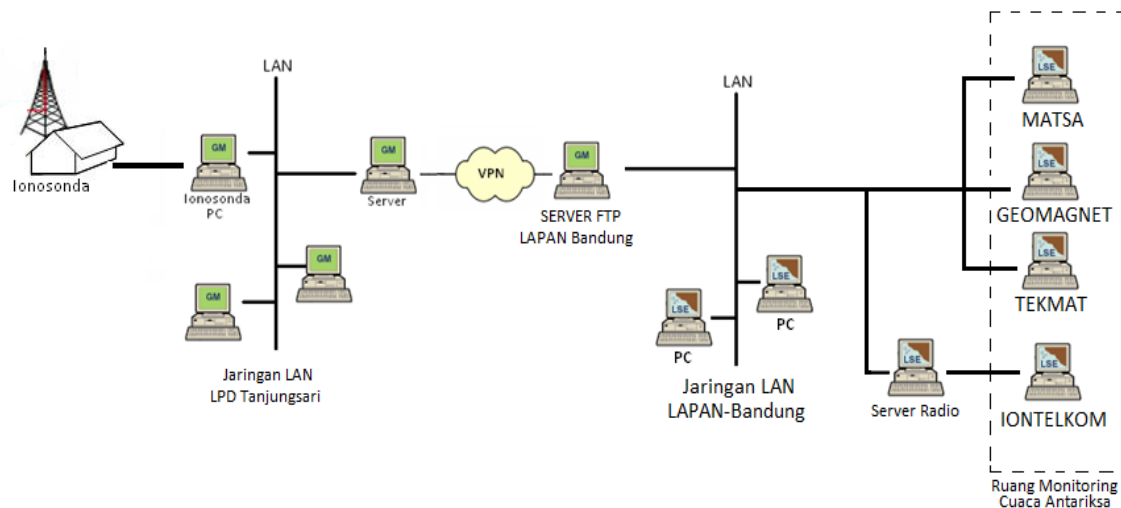 LAN
Ionosonda
GM
Ionosonda
PC
GM
GM
Jaringan LAN
LPD Tanjungsari
GM
Server
VPN
GM
SERVER FTP
LAPAN Bandung
LAN
LSE
PC
LSE
PC
Jaringan LAN
LAPAN-Bandung
LSE
Server Radio
LSE
MATSA
LSE
GEOMAGNET
LSE
TEKMAT
LSE
IONTELKOM
Ruang Monitoring
Cuaca Antariksa